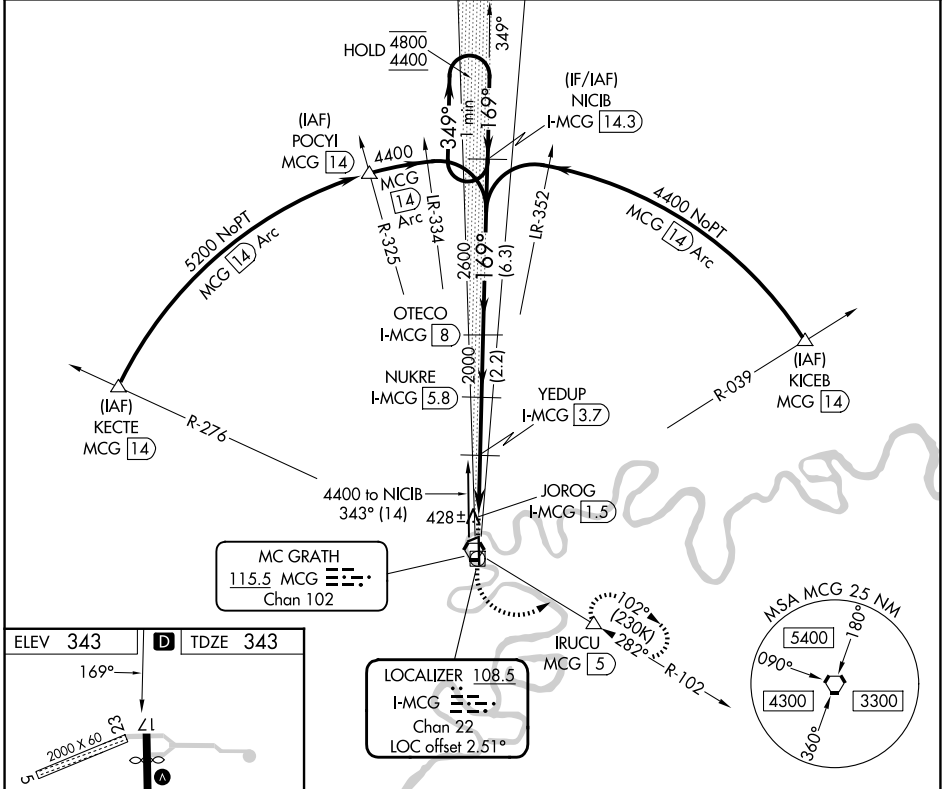 HOLD 4800
4400
349°
1 min
349°
169°
(IF/IAF)
NICIB
I-MCG 14.3
(IAF)
POCYI
MCG 14
4400
MCG
14
Arc
5200 NoPT
MCG 14 Arc
4400 NoPT
MCG 14 Arc
R-325
LR-334
LR-352
2600
169°
(6.3)
OTECO
I-MCG 8
2000
(2.2)
NUKRE
I-MCG 5.8
YEDUP
I-MCG 3.7
(IAF)
KECTE
MCG 14
R-276
R-039
(IAF)
KICEB
MCG 14
4400 to NICIB
343° (14)
428±
JOROG
I-MCG 1.5
MC GRATH
115.5 MCG
Chan 102
102°
(230K)
282°
R-102
IRUCU
MCG 5
LOCALIZER 108.5
I-MCG
Chan 22
LOC offset 2.51°
MSA MCG 25 NM
5400
180°
090°
4300
3300
360°
ELEV 343
D
TDZE 343
169°
17
23
2000 X 60
5
A